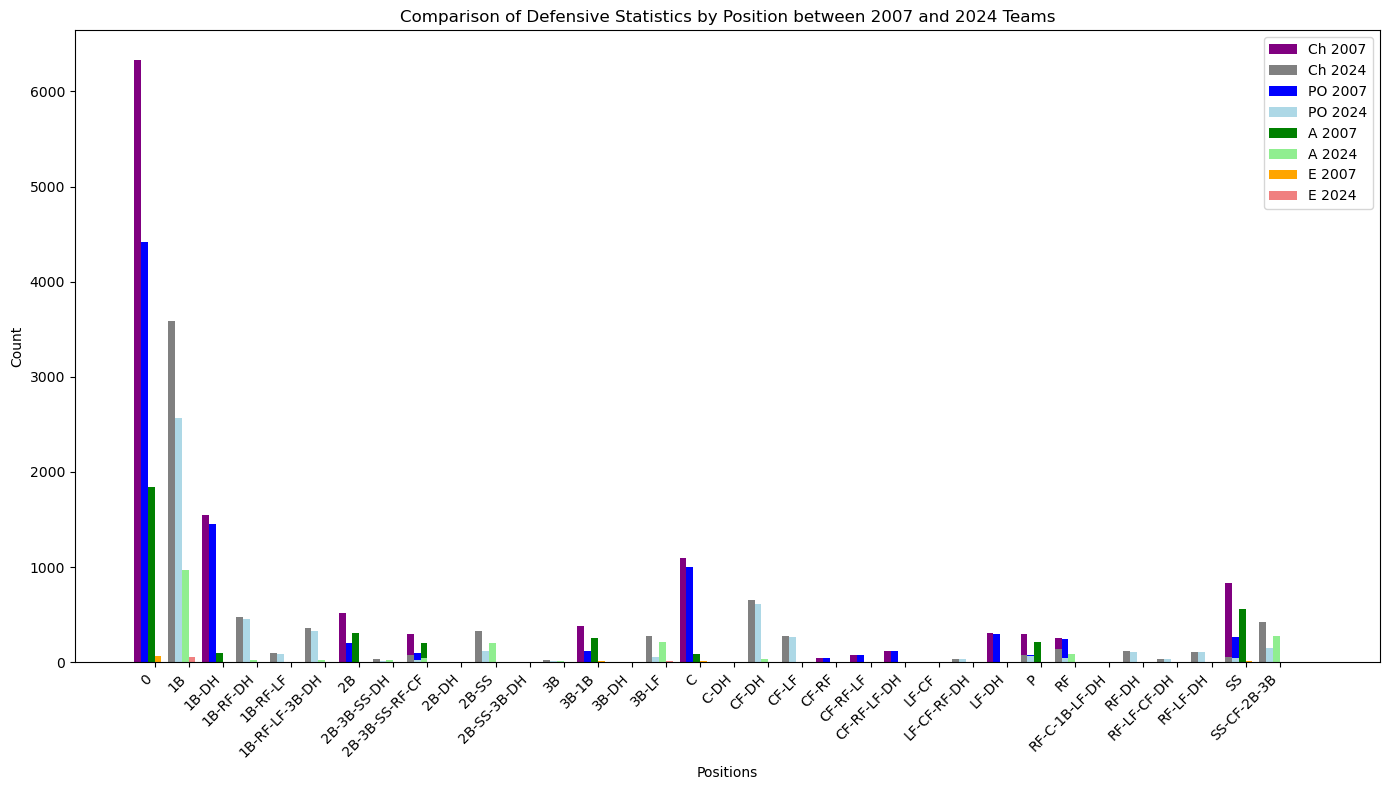 Comparison of Defensive Statistics by Position between 2007 and 2024 Teams
Ch 2007
Ch 2024
PO 2007
PO 2024
A 2007
A 2024
E 2007
E 2024
6000
5000
4000
3000
2000
1000
0
Count
0
1B
1B-DH
1B-RF-DH
1B-RF-LF
1B-RF-LF-3B-DH
2B
2B-3B-SS-DH
2B-3B-SS-RF-CF
2B-DH
2B-SS
2B-SS-3B-DH
3B
3B-1B
3B-DH
3B-LF
C
C-DH
CF-DH
CF-LF
CF-RF
CF-RF-LF
CF-RF-LF-DH
LF-CF
LF-CF-RF-DH
LF-DH
P
RF
RF-C-1B-LF-DH
RF-DH
RF-LF-CF-DH
RF-LF-DH
SS
SS-CF-2B-3B
Positions